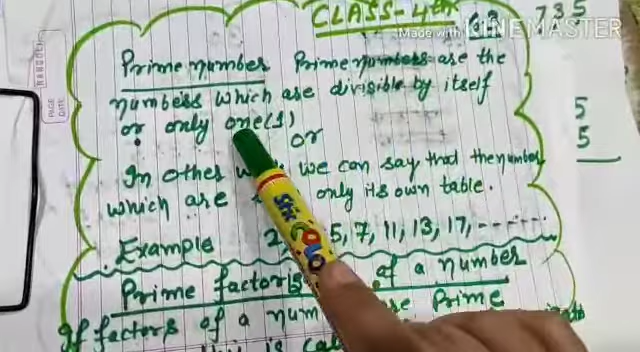 CLASS-4th
735
Made With KINEMASTER
Prime number Prime numbers are the
numbers which are divisible by itself
5
or only one(1)
or
5
In other we can say that the number
which are only its own table.
Example 2 5, 7, 11, 13, 17, -------
Prime factoris of a number
If factors of a num Prime